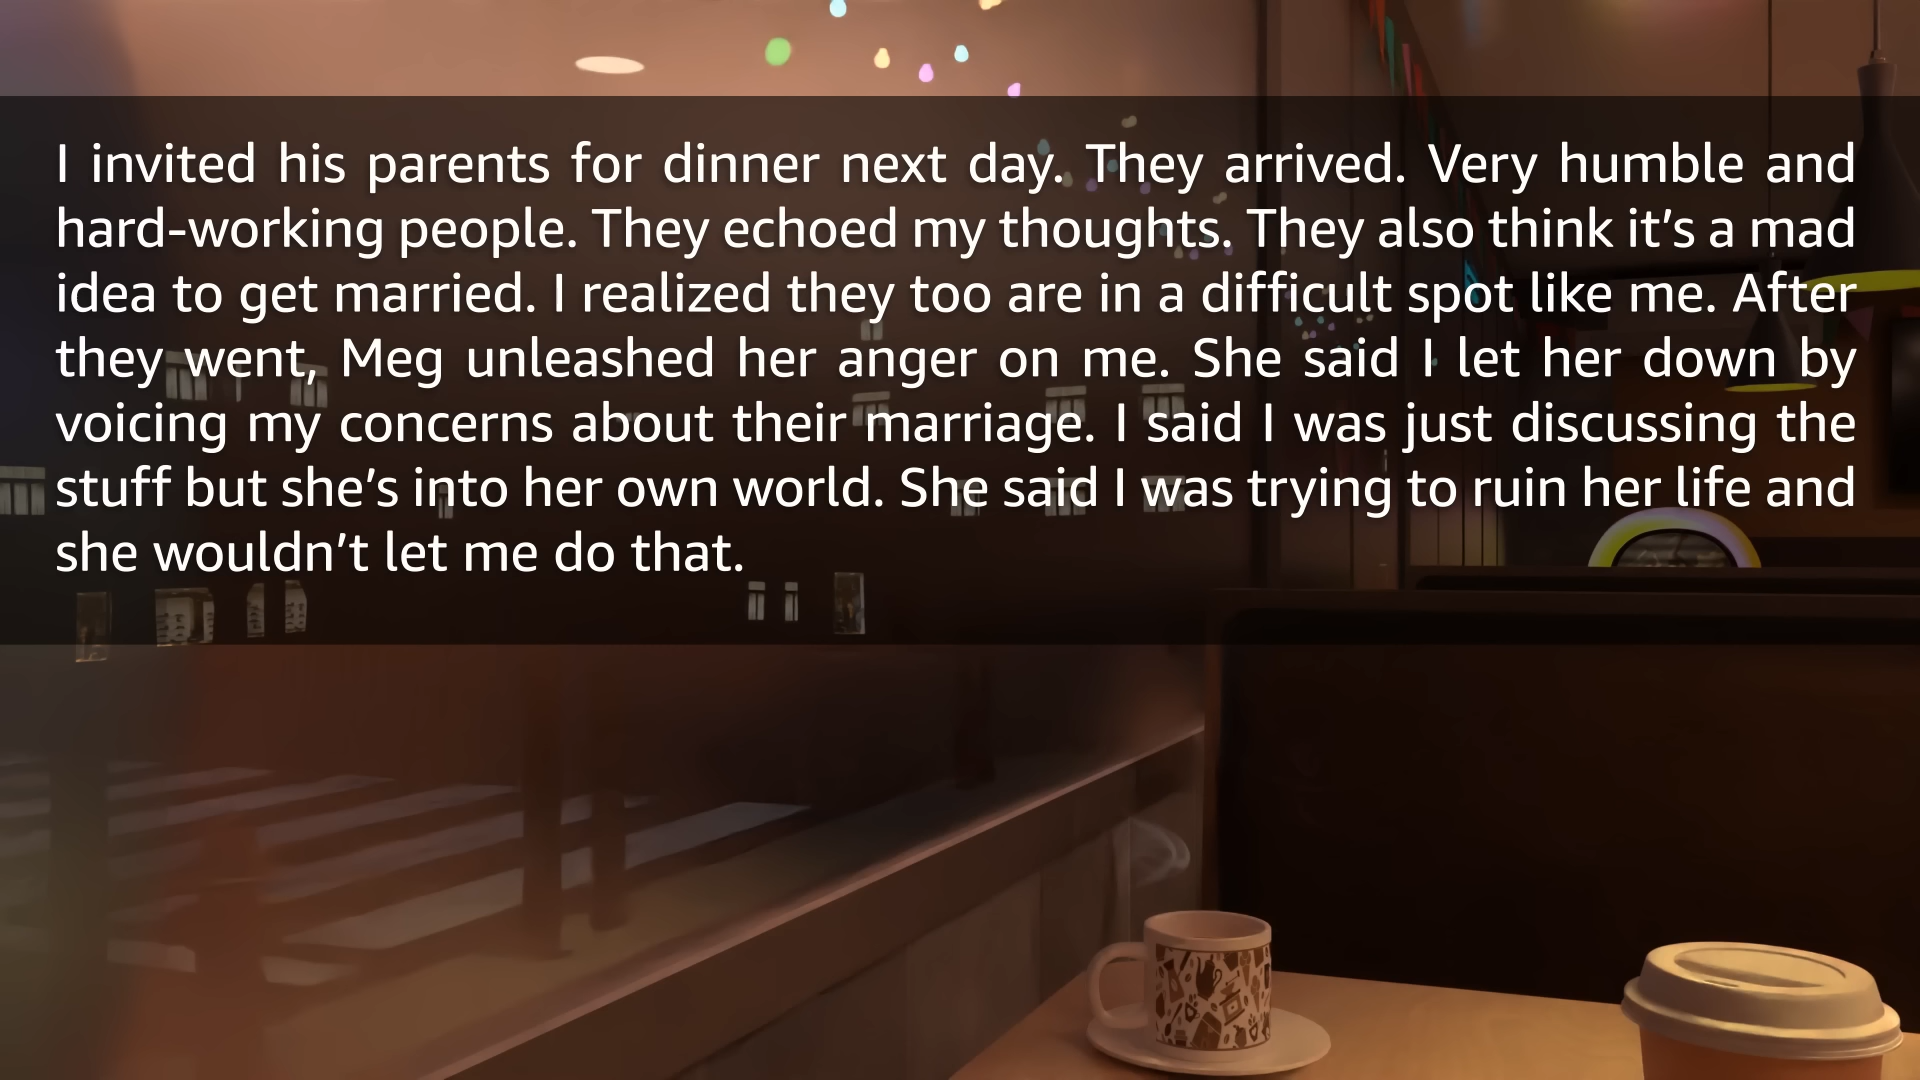 I invited his parents for dinner next day. They arrived. Very humble and
hard-working people. They echoed my thoughts. They also think it’s a mad
idea to get married. I realized they too are in a difficult spot like me. After
they went, Meg unleashed her anger on me. She said I let her down by
voicing my concerns about their marriage. I said I was just discussing the
stuff but she’s into her own world. She said I was trying to ruin her life and
she wouldn’t let me do that.